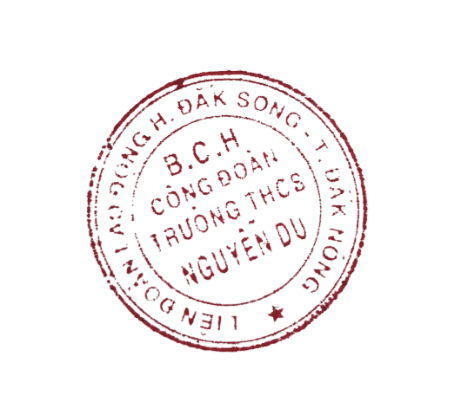 LIÊN ĐOÀN LAO ĐỘNG H. ĐĂK SONG - T. ĐĂK NÔNG
B.C.H
CÔNG ĐOÀN
TRƯỜNG THCS
NGUYỄN DU